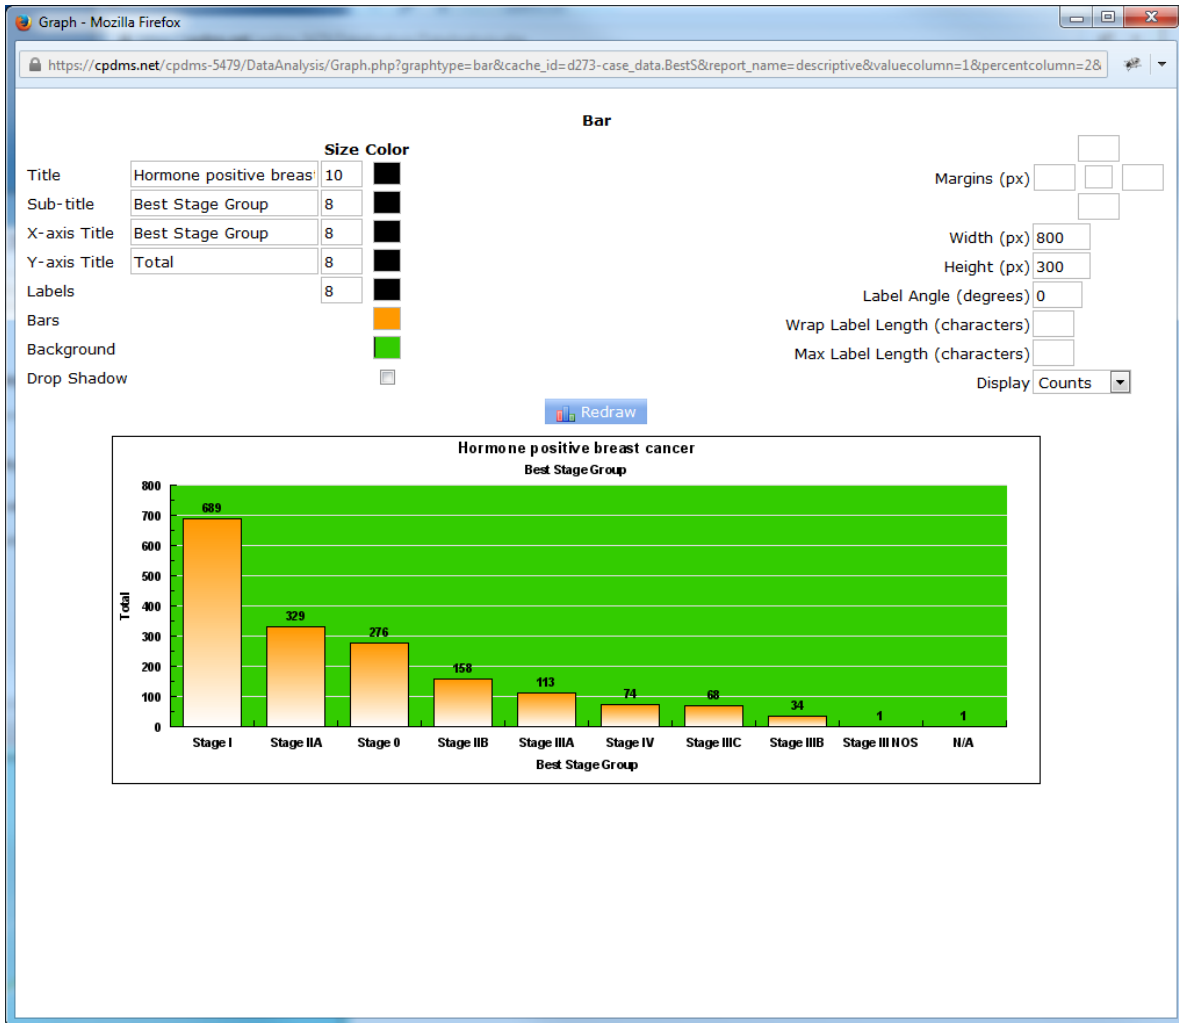 Graph - Mozilla Firefox
https://cpdms.net/cpdms-5479/DataAnalysis/Graph.php?graphtype=bar&cache_id=d273-case_data.BestS&report_name=descriptive&valuecolumn=1&percentcolumn=2&
Bar
Size Color
Title Hormone positive breas 10
Margins (px)
Sub-title Best Stage Group 8
X-axis Title Best Stage Group 8
Width (px) 800
Y-axis Title Total 8
Height (px) 300
Labels 8
Label Angle (degrees) 0
Bars
Wrap Label Length (characters)
Background
Max Label Length (characters)
Drop Shadow
Display Counts
Redraw
Hormone positive breast cancer
Best Stage Group
800
700
600
500
400
300
200
100
0
Total
689
329
276
158
113
74
68
34
1
1
Stage I Stage IIA Stage 0 Stage IIB Stage IIIA Stage IV Stage IIIC Stage IIIB Stage III NOS N/A
Best Stage Group